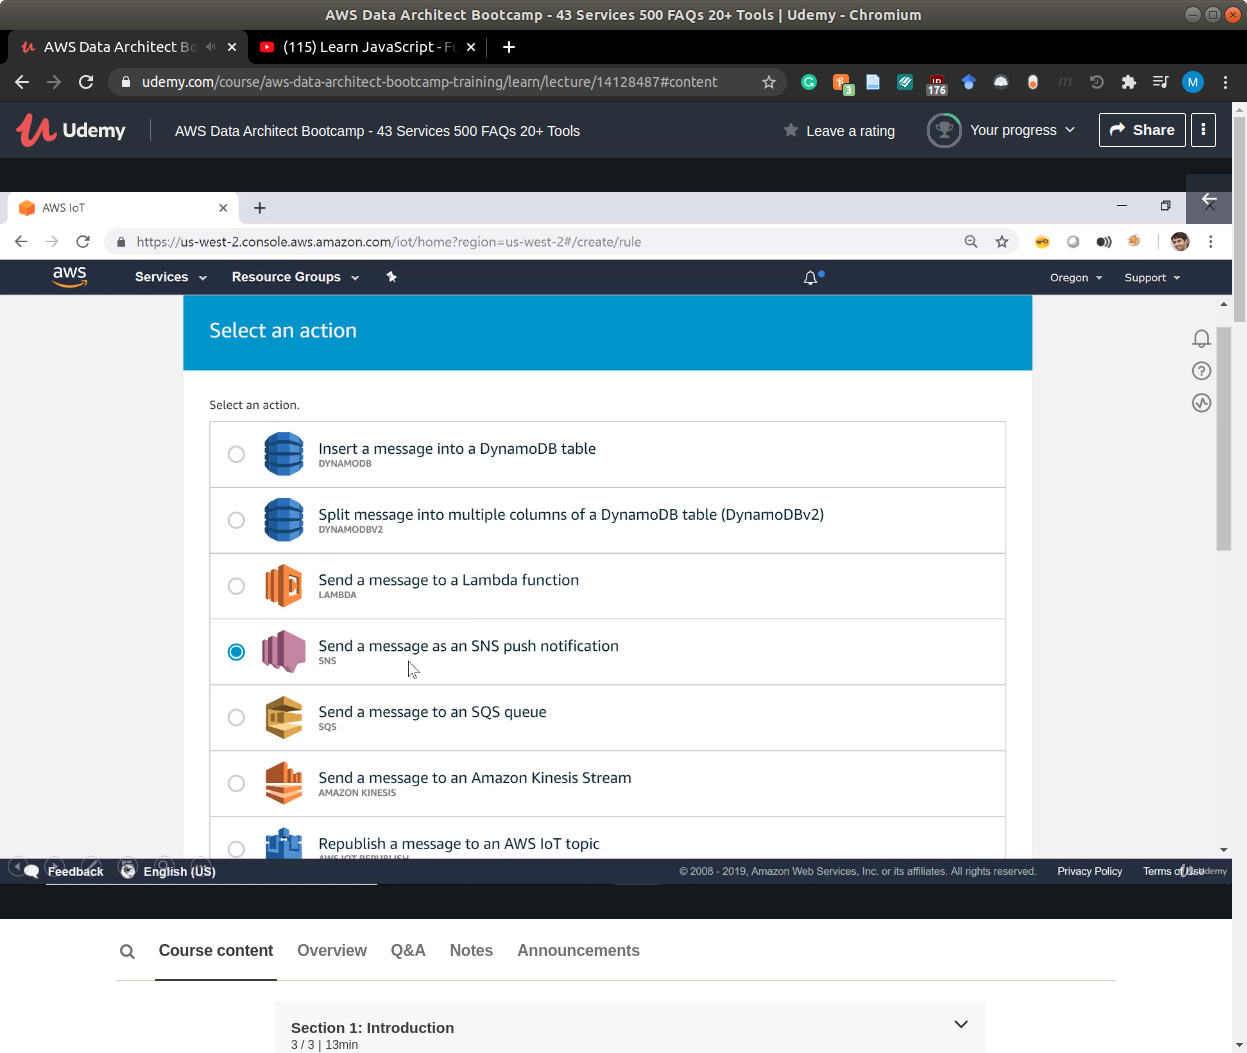 AWS Data Architect Bootcamp - 43 Services 500 FAQs 20+ Tools | Udemy - Chromium
AWS Data Architect Bo
(115) Learn JavaScript - Fu
udemy.com/course/aws-data-architect-bootcamp-training/learn/lecture/14128487#content
3
176
M
Udemy
AWS Data Architect Bootcamp - 43 Services 500 FAQs 20+ Tools
Leave a rating
Your progress
Share
AWS IoT
https://us-west-2.console.aws.amazon.com/iot/home?region=us-west-2#/create/rule
aws
Services
Resource Groups
Oregon
Support
Select an action
Select an action.
Insert a message into a DynamoDB table
DYNAMODB
Split message into multiple columns of a DynamoDB table (DynamoDBv2)
DYNAMODBV2
Send a message to a Lambda function
LAMBDA
Send a message as an SNS push notification
SNS
Send a message to an SQS queue
SQS
Send a message to an Amazon Kinesis Stream
AMAZON KINESIS
Republish a message to an AWS IoT topic
AWS IOT REPUBLISH
Feedback
English (US)
© 2008 - 2019, Amazon Web Services, Inc. or its affiliates. All rights reserved.
Privacy Policy
Terms of Use
Udemy
Course content
Overview
Q&A
Notes
Announcements
Section 1: Introduction
3 / 3 | 13min